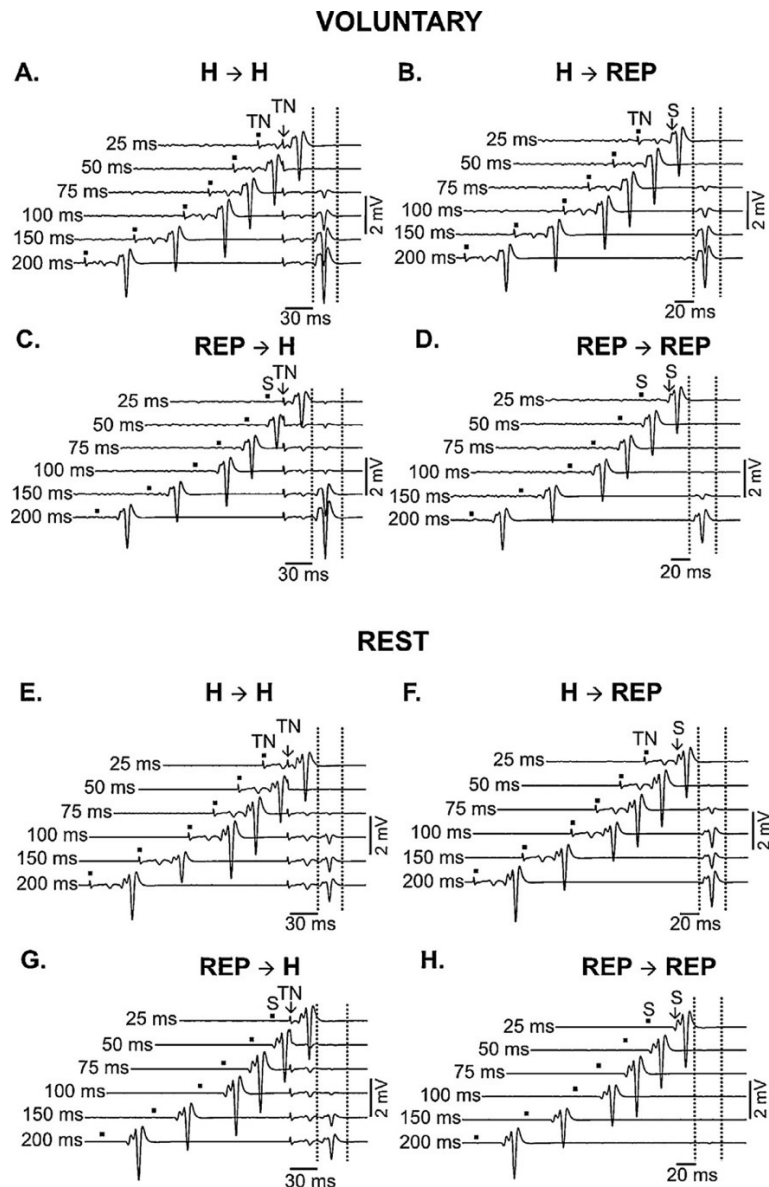 VOLUNTARY
A. H → H
TN
TN
25 ms
50 ms
75 ms
100 ms
150 ms
200 ms
2 mV
30 ms
B. H → REP
TN S
25 ms
50 ms
75 ms
100 ms
150 ms
200 ms
2 mV
20 ms
C. REP → H
S TN
25 ms
50 ms
75 ms
100 ms
150 ms
200 ms
2 mV
30 ms
D. REP → REP
S S
25 ms
50 ms
75 ms
100 ms
150 ms
200 ms
2 mV
20 ms
REST
E. H → H
TN TN
25 ms
50 ms
75 ms
100 ms
150 ms
200 ms
2 mV
30 ms
F. H → REP
TN S
25 ms
50 ms
75 ms
100 ms
150 ms
200 ms
2 mV
20 ms
G. REP → H
S TN
25 ms
50 ms
75 ms
100 ms
150 ms
200 ms
2 mV
30 ms
H. REP → REP
S S
25 ms
50 ms
75 ms
100 ms
150 ms
200 ms
2 mV
20 ms